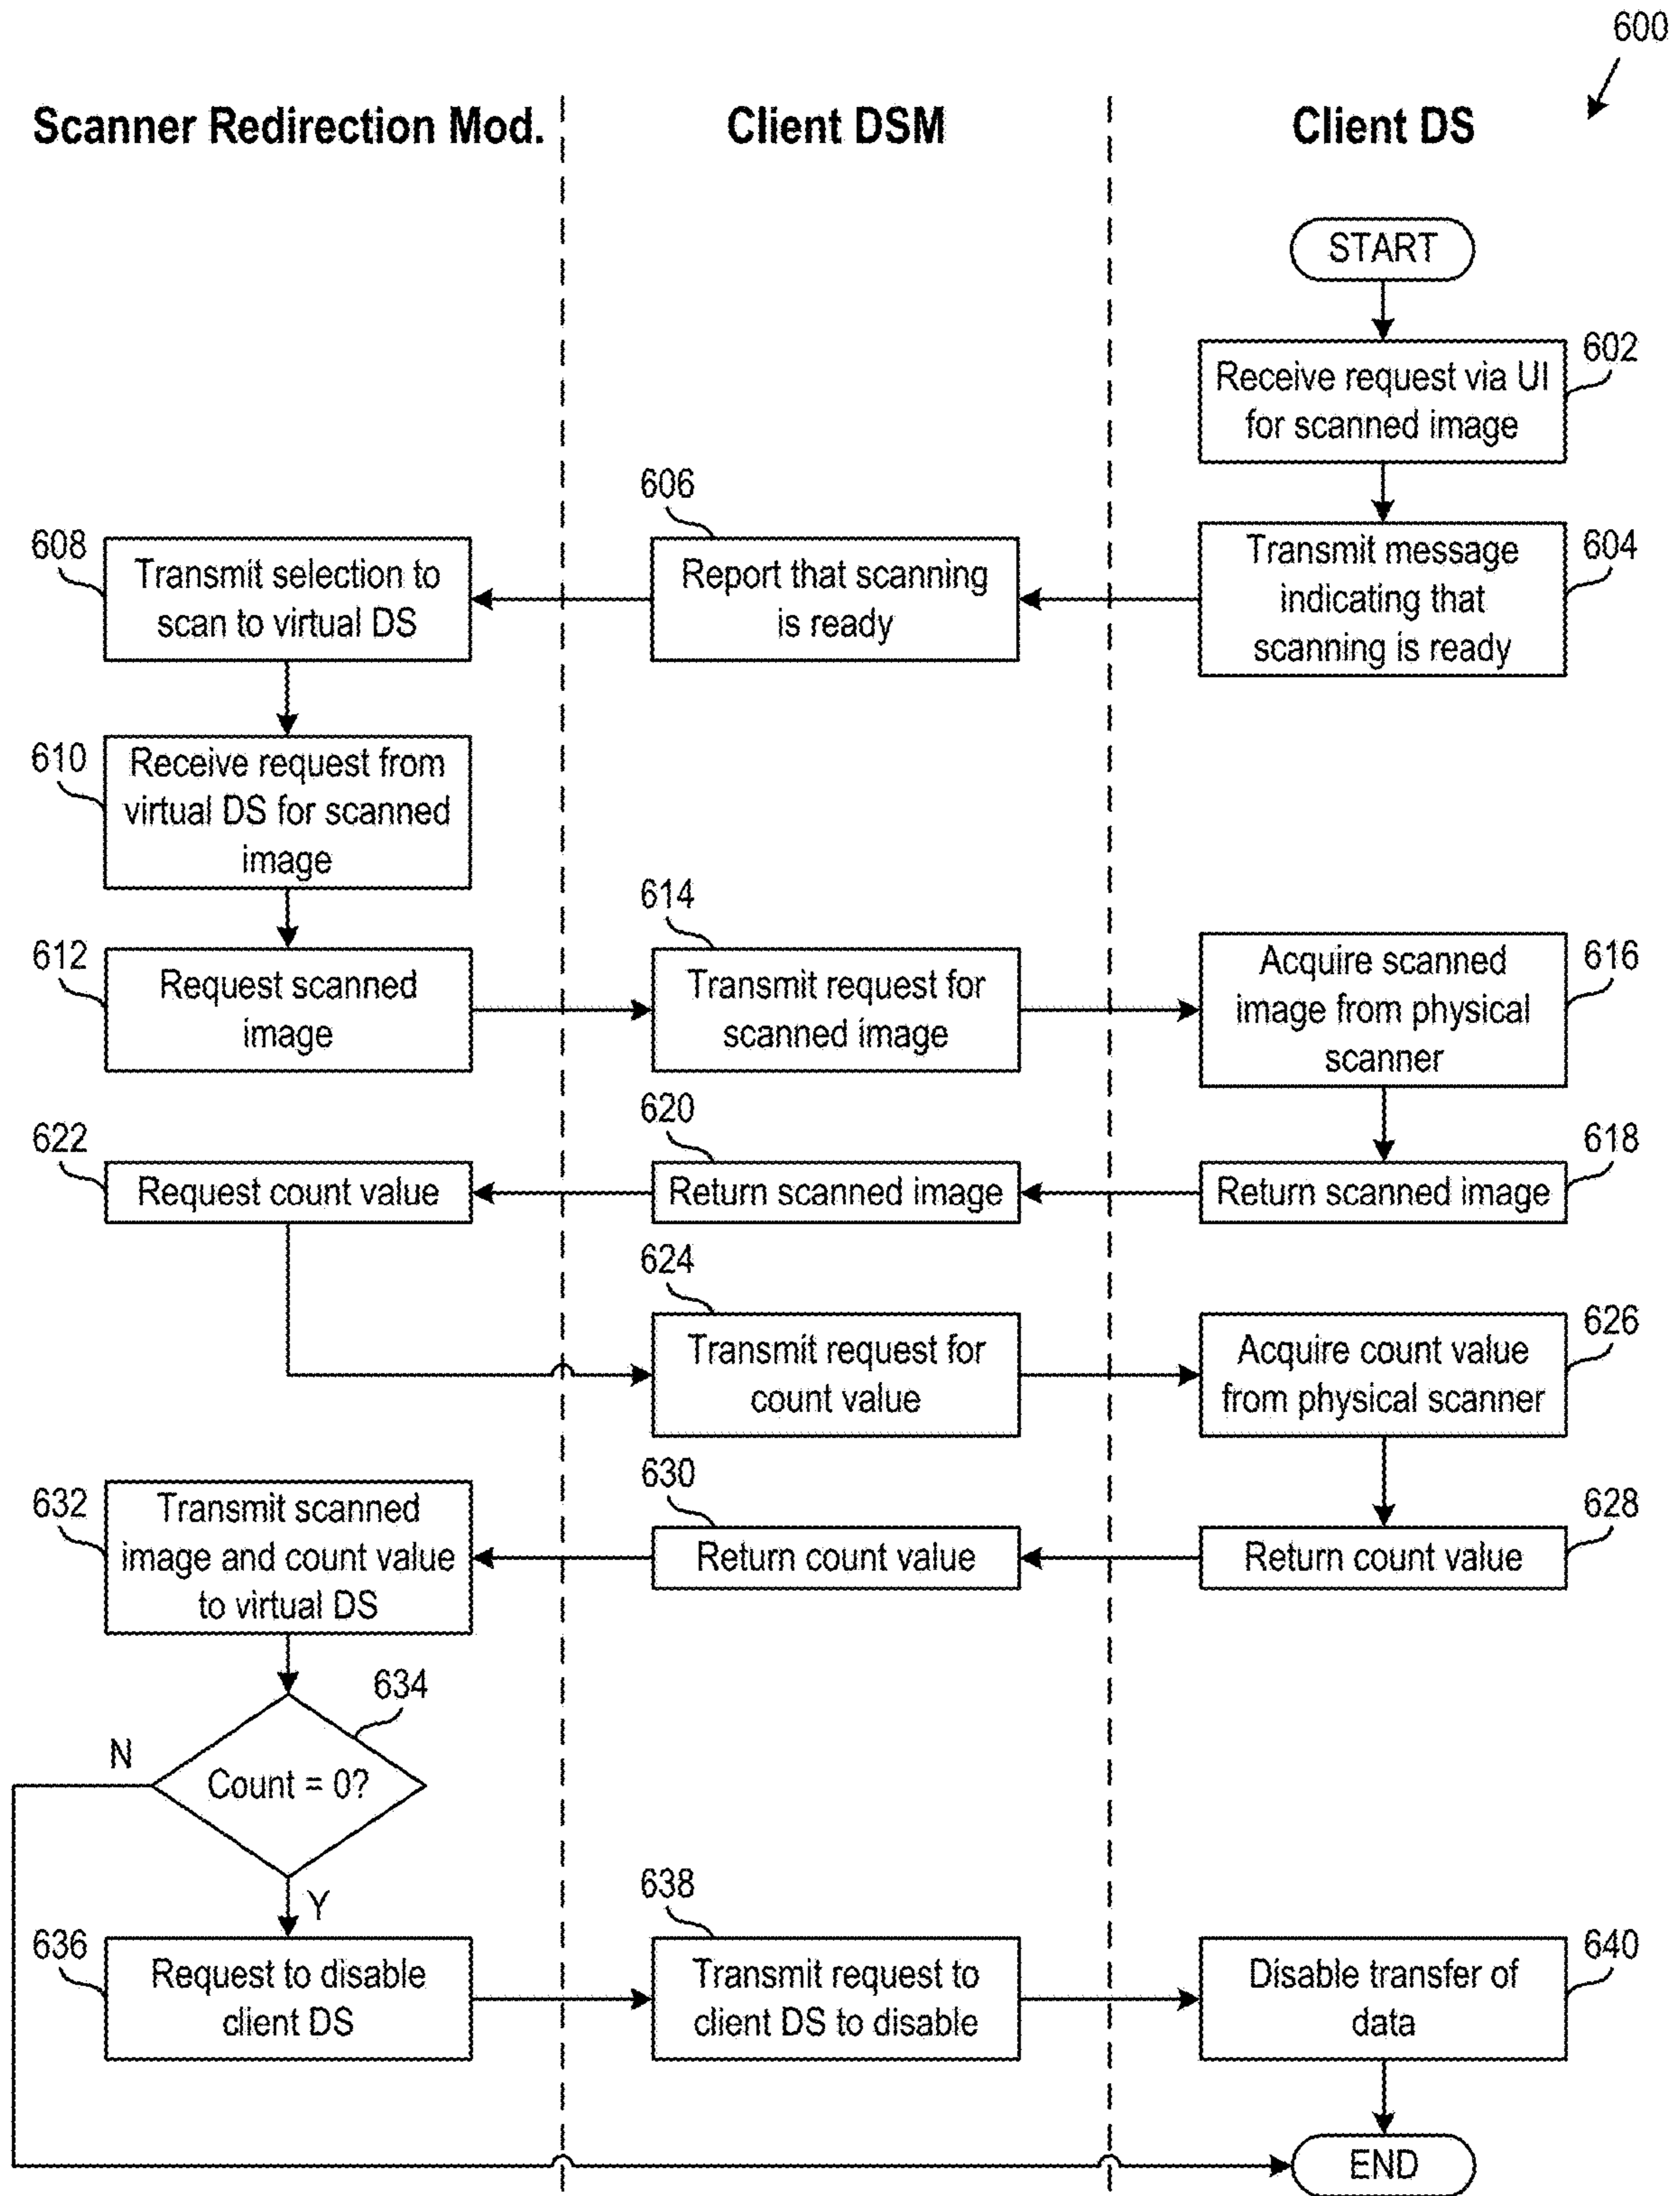 600
Scanner Redirection Mod.
Client DSM
Client DS
START
602
Receive request via UI
for scanned image
604
Transmit message
indicating that
scanning is ready
606
Report that scanning
is ready
608
Transmit selection to
scan to virtual DS
610
Receive request from
virtual DS for scanned
image
612
Request scanned
image
614
Transmit request for
scanned image
616
Acquire scanned
image from physical
scanner
618
Return scanned image
620
Return scanned image
622
Request count value
624
Transmit request for
count value
626
Acquire count value
from physical scanner
628
Return count value
630
Return count value
632
Transmit scanned
image and count value
to virtual DS
634
Count = 0?
N
Y
636
Request to disable
client DS
638
Transmit request to
client DS to disable
640
Disable transfer of
data
END